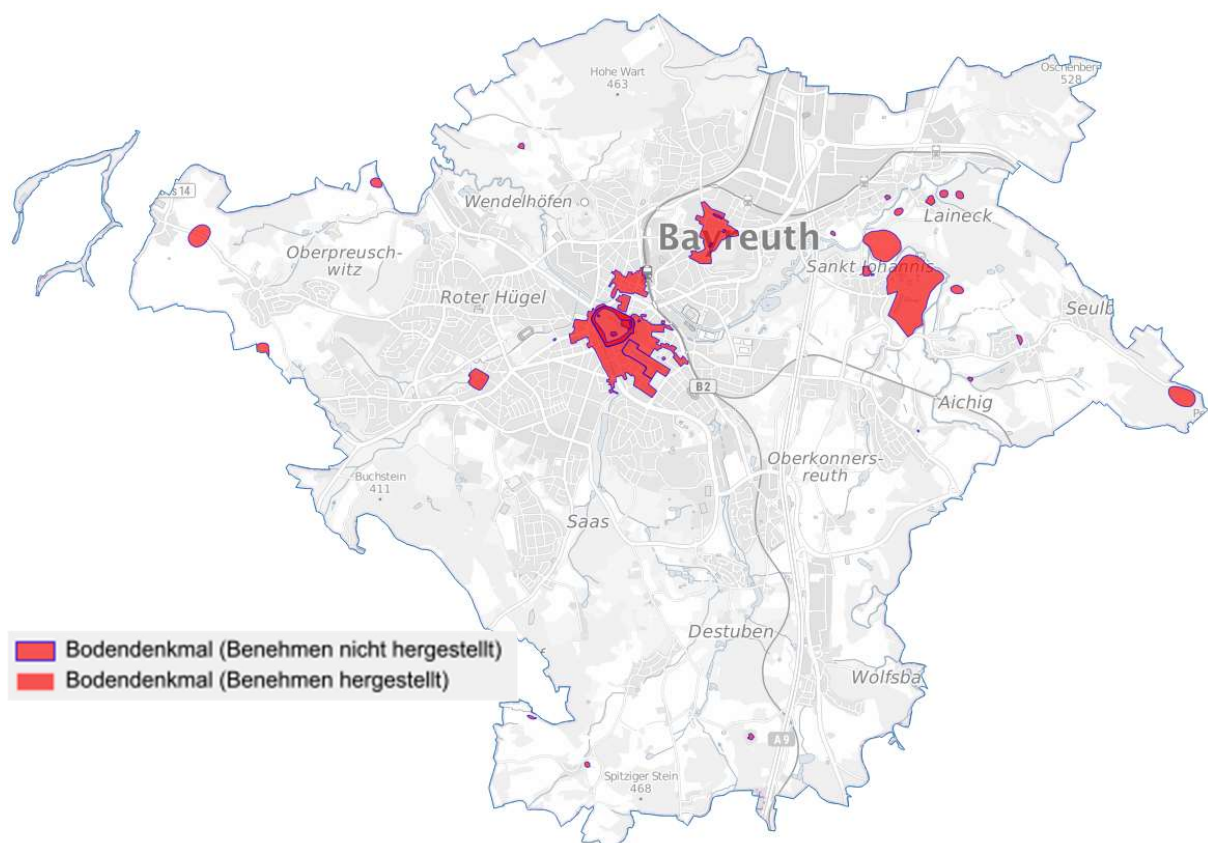 Oschenber
528
Hohe Wart
463
14
Wendelhöfen
Laineck
Bayreuth
Oberpreusch-
witz
Sankt Johannis
Roter Hügel
Seulb
B2
Aichig
Oberkonners-
reuth
Buchstein
411
Saas
Destuben
Bodendenkmal (Benehmen nicht hergestellt)
Bodendenkmal (Benehmen hergestellt)
Wolfsba
A9
Spitziger Stein
468